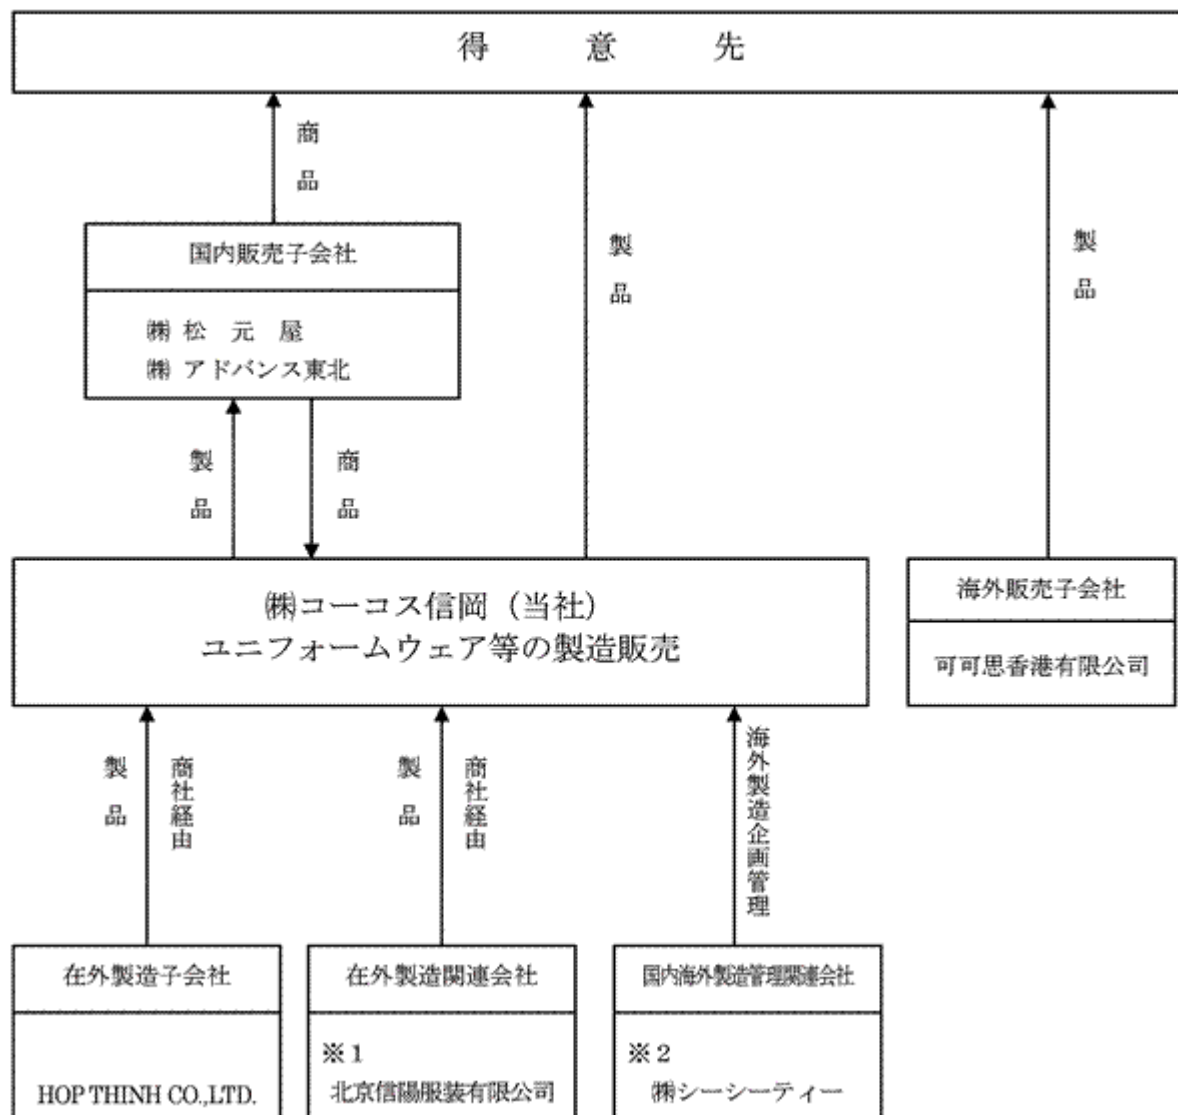 得意先
商品
国内販売子会社
㈱ 松元屋
㈱ アドバンス東北
製品
製品
製品
商品
㈱コーコス信岡（当社）
ユニフォームウェア等の製造販売
海外販売子会社
可可思香港有限公司
製品
商社経由
製品
商社経由
海外製造企画管理
在外製造子会社
HOP THINH CO.,LTD.
在外製造関連会社
※1
北京信陽服装有限公司
国内海外製造管理関連会社
※2
㈱シーシーティー